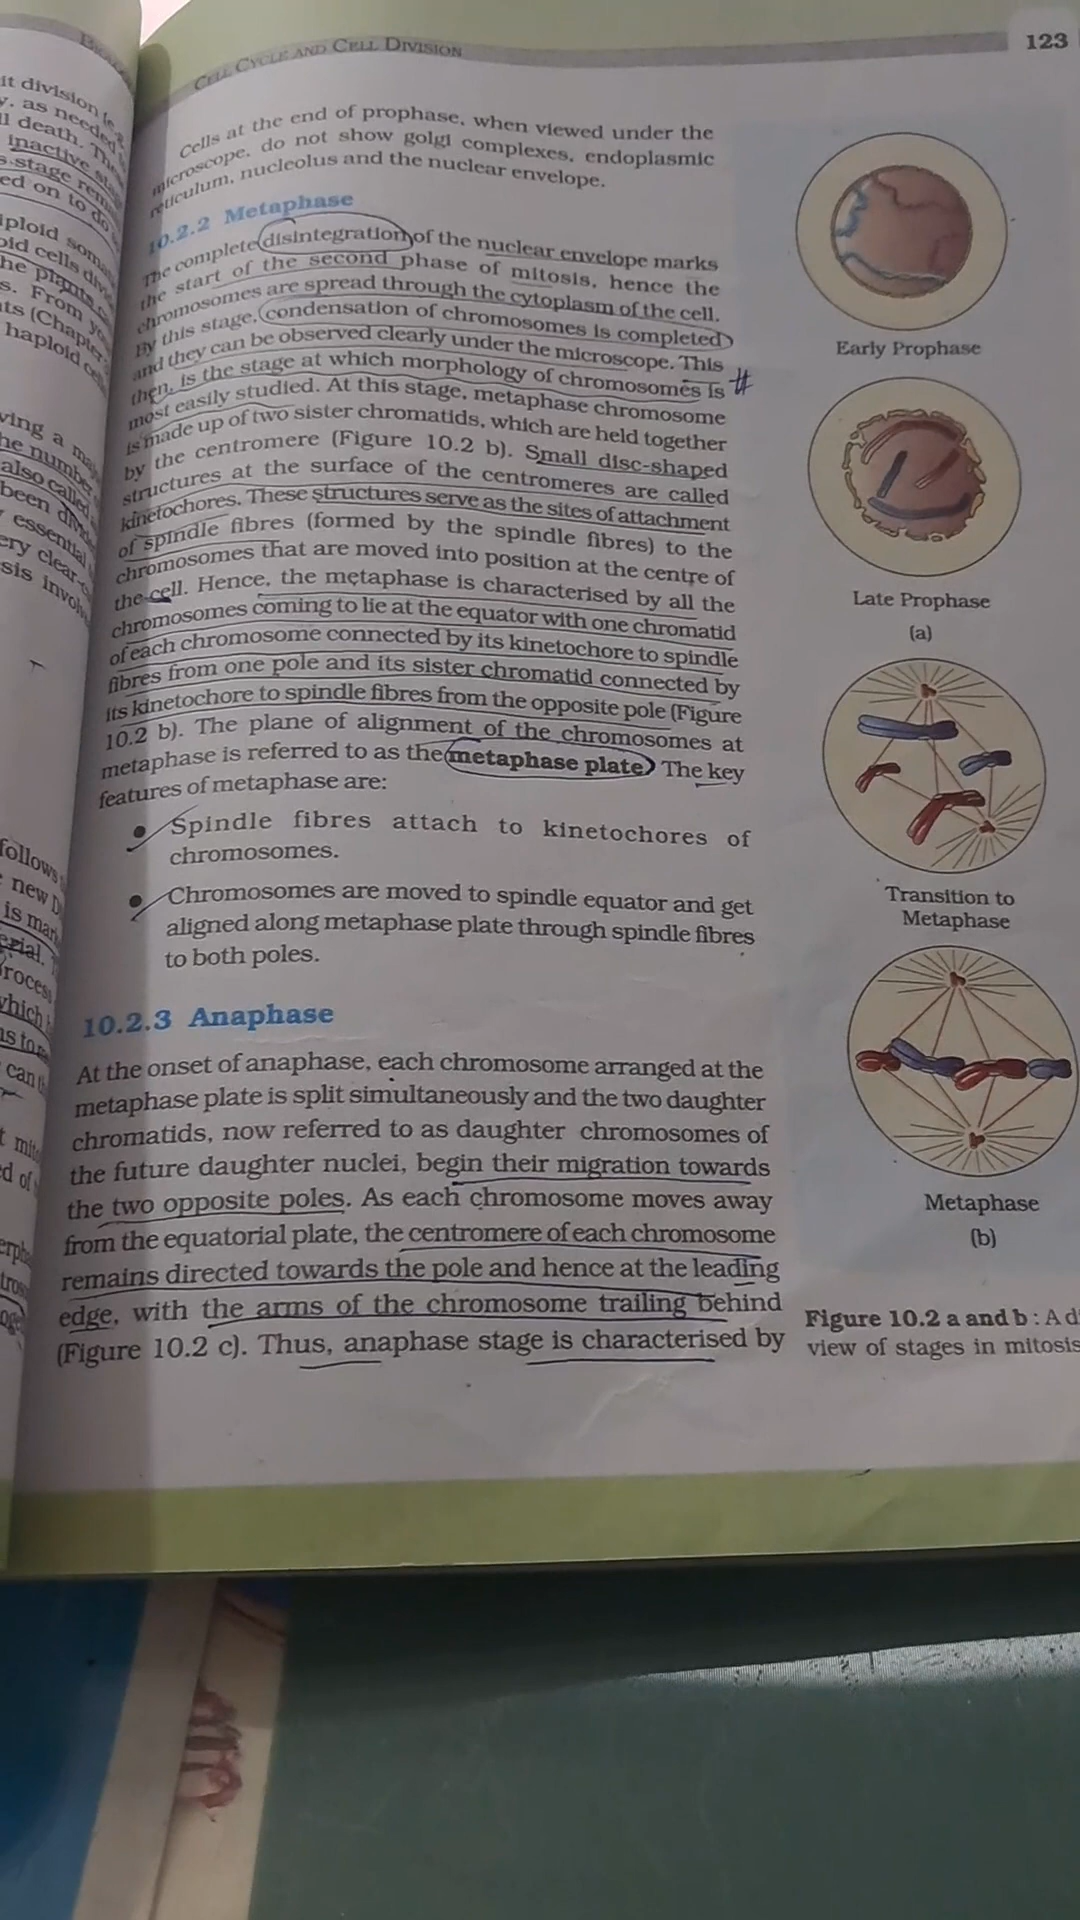 CELL CYCLE AND CELL DIVISION
123
Cells at the end of prophase, when viewed under the
microscope, do not show golgi complexes, endoplasmic
reticulum, nucleolus and the nuclear envelope.
10.2.2 Metaphase
The complete disintegration of the nuclear envelope marks
the start of the second phase of mitosis, hence the
chromosomes are spread through the cytoplasm of the cell.
By this stage, condensation of chromosomes is completed
and they can be observed clearly under the microscope. This
then, is the stage at which morphology of chromosomes is
most easily studied. At this stage, metaphase chromosome
is made up of two sister chromatids, which are held together
by the centromere (Figure 10.2 b). Small disc-shaped
structures at the surface of the centromeres are called
kinetochores. These structures serve as the sites of attachment
of spindle fibres (formed by the spindle fibres) to the
chromosomes that are moved into position at the centre of
the cell. Hence, the metaphase is characterised by all the
chromosomes coming to lie at the equator with one chromatid
of each chromosome connected by its kinetochore to spindle
fibres from one pole and its sister chromatid connected by
its kinetochore to spindle fibres from the opposite pole (Figure
10.2 b). The plane of alignment of the chromosomes at
metaphase is referred to as the metaphase plate. The key
features of metaphase are:
● Spindle fibres attach to kinetochores of
chromosomes.
● Chromosomes are moved to spindle equator and get
aligned along metaphase plate through spindle fibres
to both poles.
10.2.3 Anaphase
At the onset of anaphase, each chromosome arranged at the
metaphase plate is split simultaneously and the two daughter
chromatids, now referred to as daughter chromosomes of
the future daughter nuclei, begin their migration towards
the two opposite poles. As each chromosome moves away
from the equatorial plate, the centromere of each chromosome
remains directed towards the pole and hence at the leading
edge, with the arms of the chromosome trailing behind
(Figure 10.2 c). Thus, anaphase stage is characterised by
Early Prophase
Late Prophase
(a)
Transition to
Metaphase
Metaphase
(b)
Figure 10.2 a and b : A
view of stages in mitosis